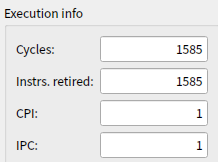 Execution info
Cycles: 1585
Instrs. retired: 1585
CPI: 1
IPC: 1